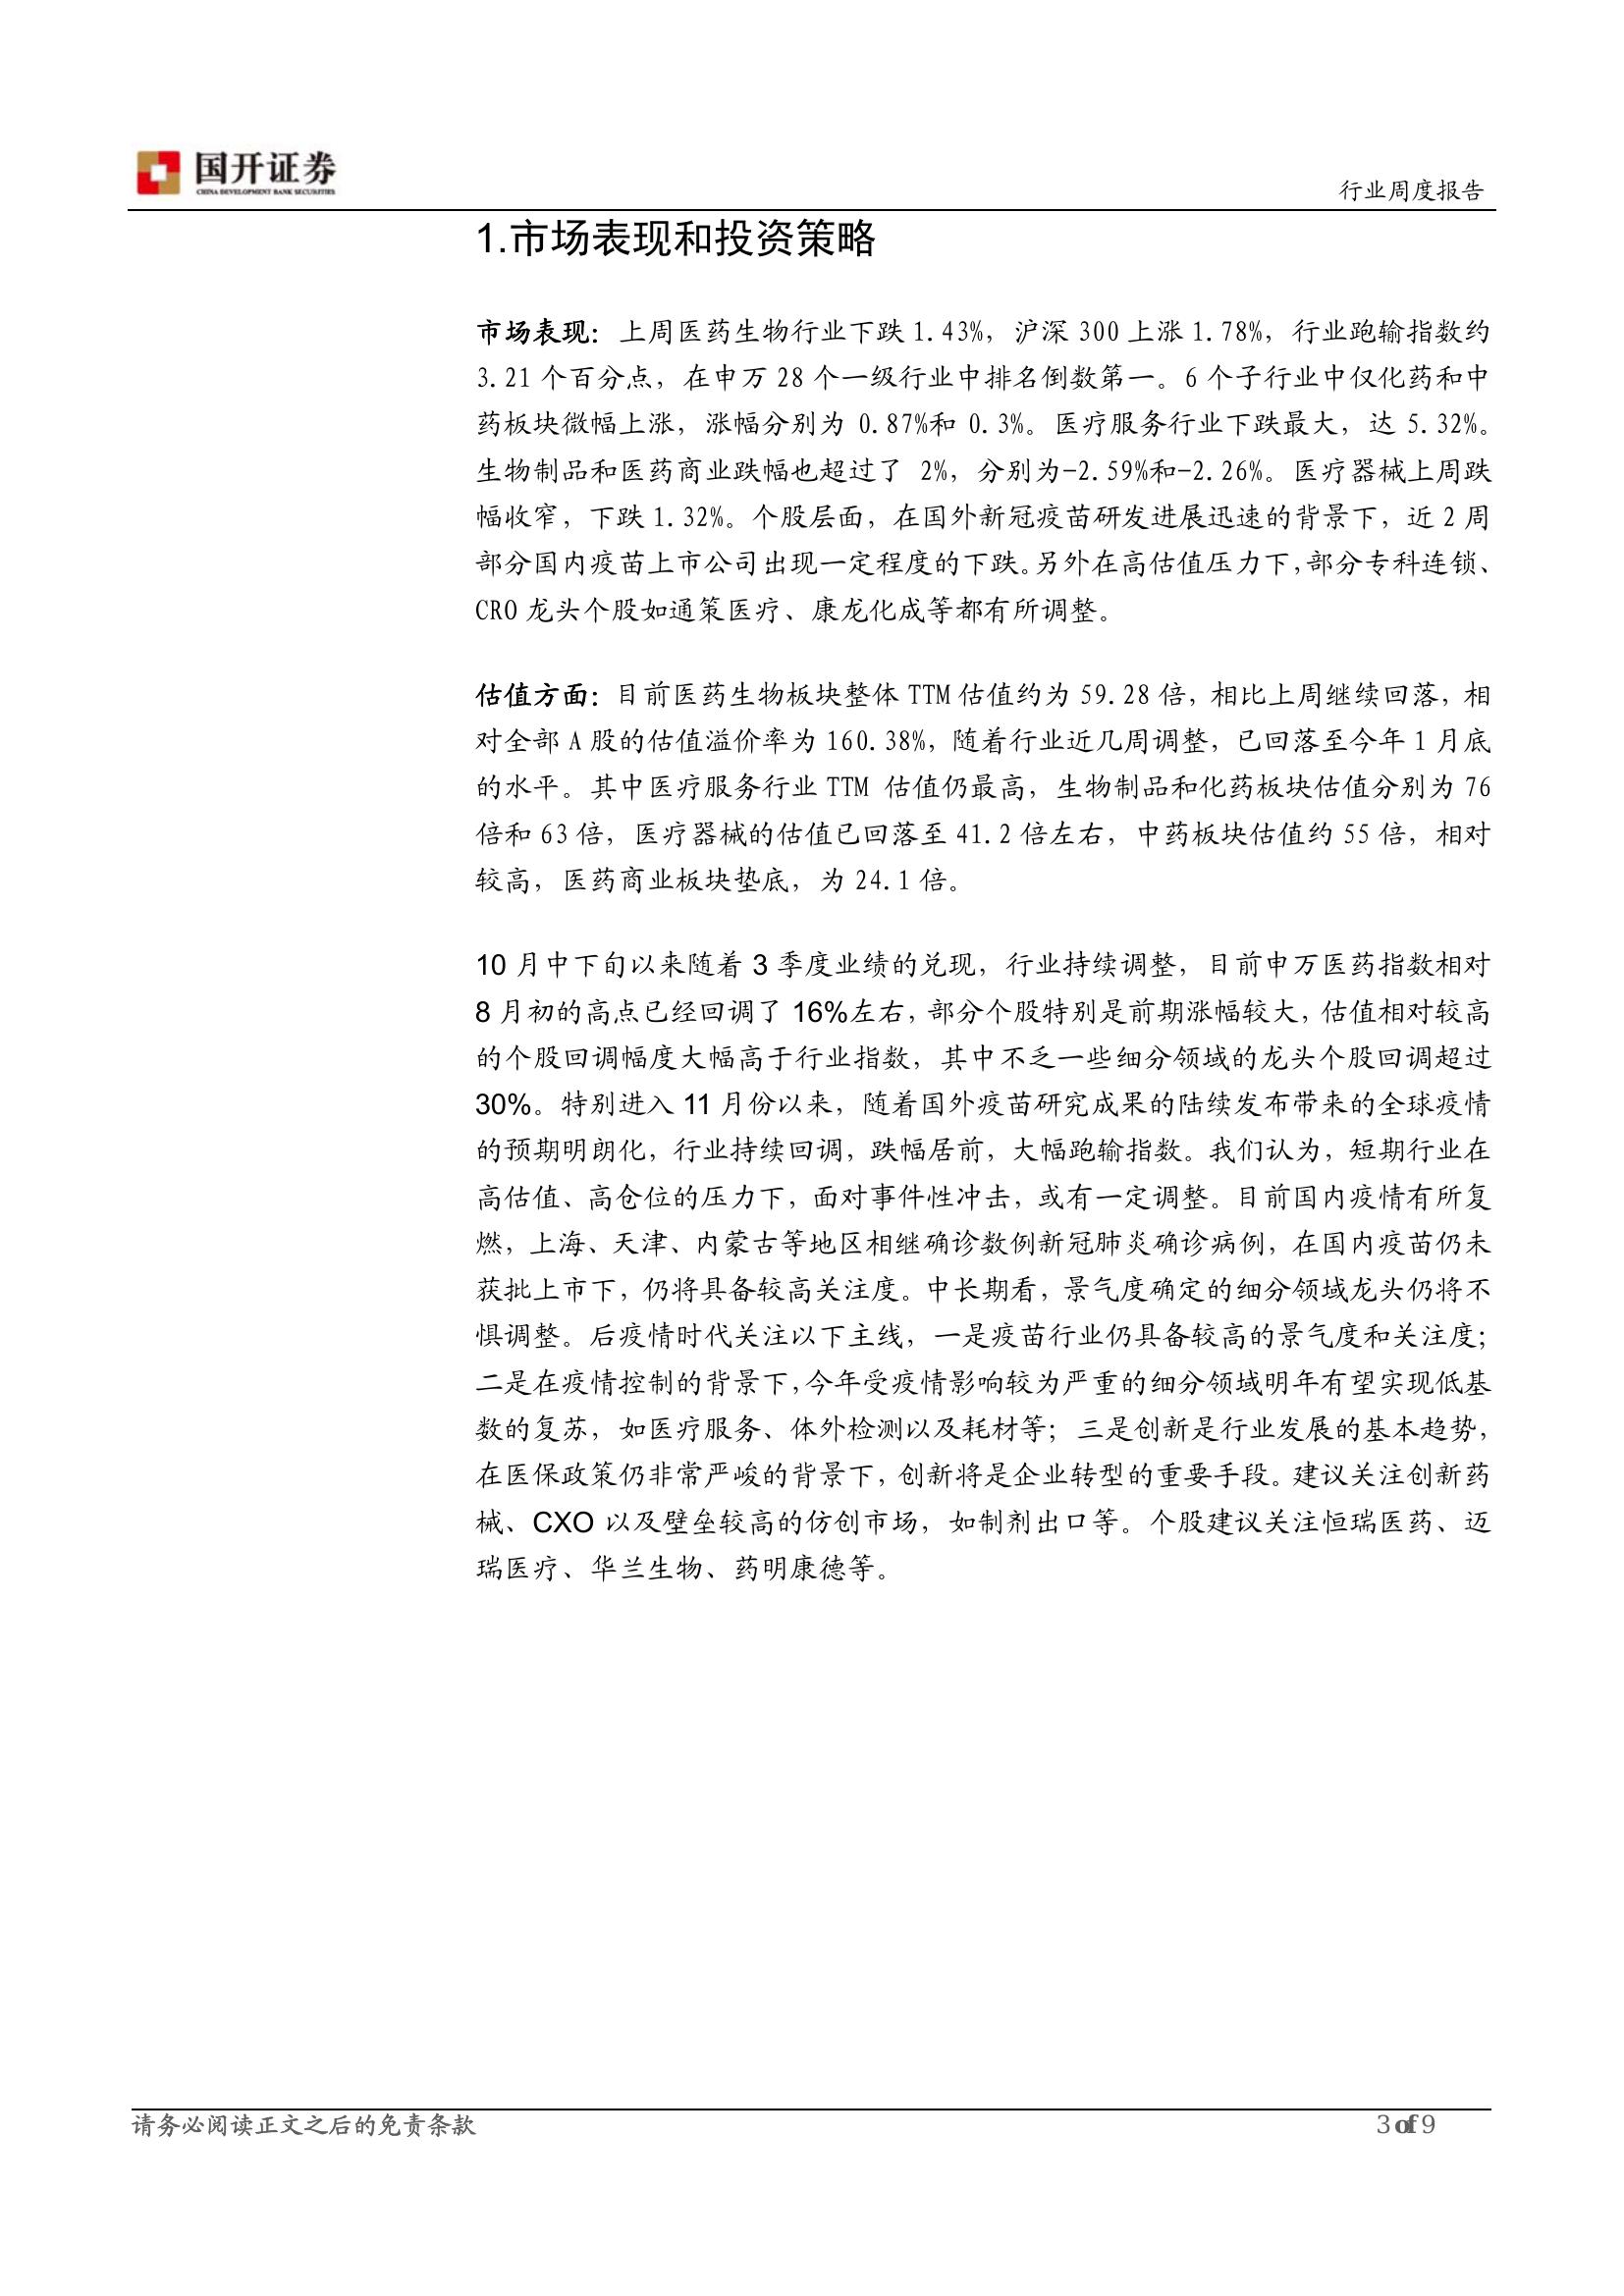 国开证券
CHINA DEVELOPMENT BANK SECURITIES
行业周度报告
1.市场表现和投资策略
市场表现：上周医药生物行业下跌 1.43%，沪深 300 上涨 1.78%，行业跑输指数约
3.21 个百分点，在申万 28 个一级行业中排名倒数第一。6 个子行业中仅化药和中
药板块微幅上涨，涨幅分别为 0.87%和 0.3%。医疗服务行业下跌最大，达 5.32%。
生物制品和医药商业跌幅也超过了 2%，分别为-2.59%和-2.26%。医疗器械上周跌
幅收窄，下跌 1.32%。个股层面，在国外新冠疫苗研发进展迅速的背景下，近 2 周
部分国内疫苗上市公司出现一定程度的下跌。另外在高估值压力下，部分专科连锁、
CRO 龙头个股如通策医疗、康龙化成等都有所调整。
估值方面：目前医药生物板块整体 TTM 估值约为 59.28 倍，相比上周继续回落，相
对全部 A 股的估值溢价率为 160.38%，随着行业近几周调整，已回落至今年 1 月底
的水平。其中医疗服务行业 TTM 估值仍最高，生物制品和化药板块估值分别为 76
倍和 63 倍，医疗器械的估值已回落至 41.2 倍左右，中药板块估值约 55 倍，相对
较高，医药商业板块垫底，为 24.1 倍。
10 月中下旬以来随着 3 季度业绩的兑现，行业持续调整，目前申万医药指数相对
8 月初的高点已经回调了 16%左右，部分个股特别是前期涨幅较大，估值相对较高
的个股回调幅度大幅高于行业指数，其中不乏一些细分领域的龙头个股回调超过
30%。特别进入 11 月份以来，随着国外疫苗研究成果的陆续发布带来的全球疫情
的预期明朗化，行业持续回调，跌幅居前，大幅跑输指数。我们认为，短期行业在
高估值、高仓位的压力下，面对事件性冲击，或有一定调整。目前国内疫情有所复
燃，上海、天津、内蒙古等地区相继确诊数例新冠肺炎确诊病例，在国内疫苗仍未
获批上市下，仍将具备较高关注度。中长期看，景气度确定的细分领域龙头仍将不
惧调整。后疫情时代关注以下主线，一是疫苗行业仍具备较高的景气度和关注度；
二是在疫情控制的背景下，今年受疫情影响较为严重的细分领域明年有望实现低基
数的复苏，如医疗服务、体外检测以及耗材等；三是创新是行业发展的基本趋势，
在医保政策仍非常严峻的背景下，创新将是企业转型的重要手段。建议关注创新药
械、CXO 以及壁垒较高的仿创市场，如制剂出口等。个股建议关注恒瑞医药、迈
瑞医疗、华兰生物、药明康德等。
请务必阅读正文之后的免责条款
3 of 9